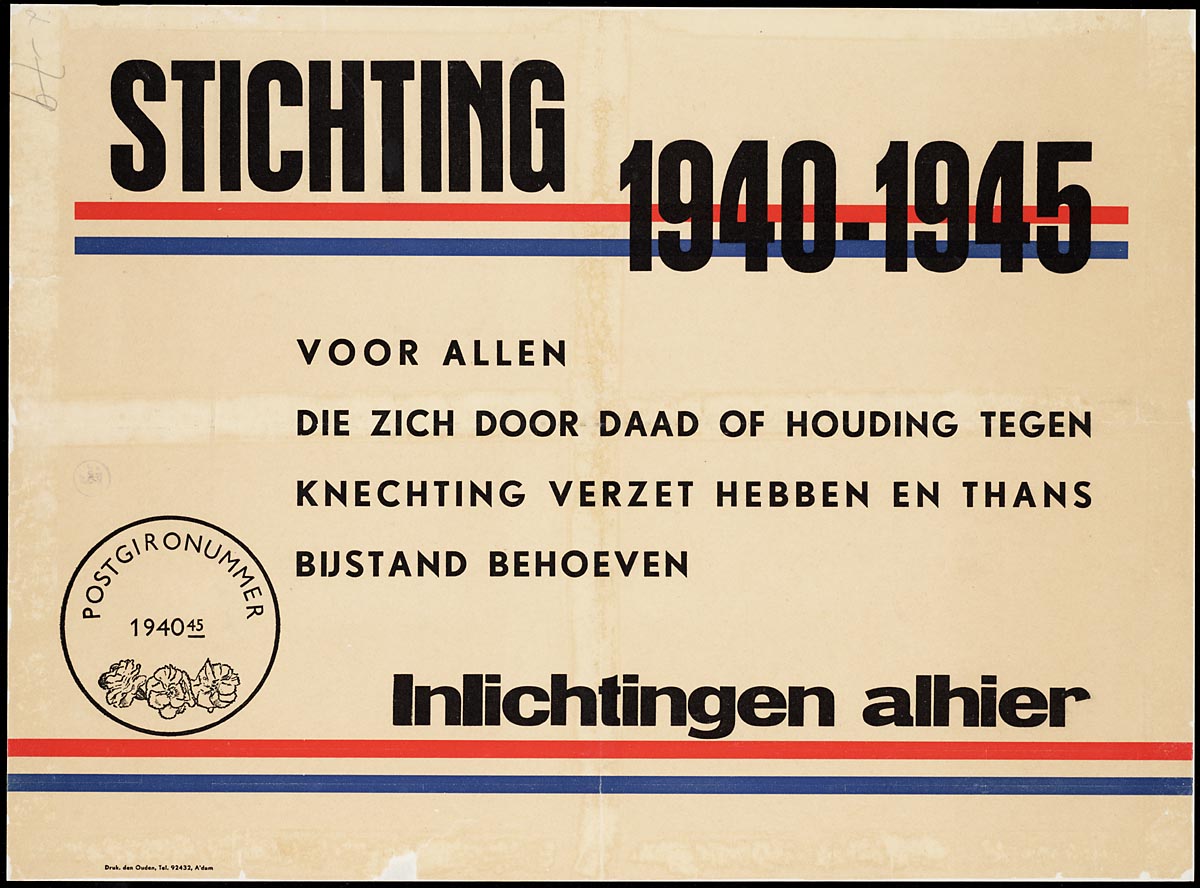 STICHTING
1940-1945
VOOR ALLEN
DIE ZICH DOOR DAAD OF HOUDING TEGEN
KNECHTING VERZET HEBBEN EN THANS
BIJSTAND BEHOEVEN
POSTGIRONUMMER
194045
Inlichtingen alhier
Druk. den Ouden, Tel. 92432, A'dam